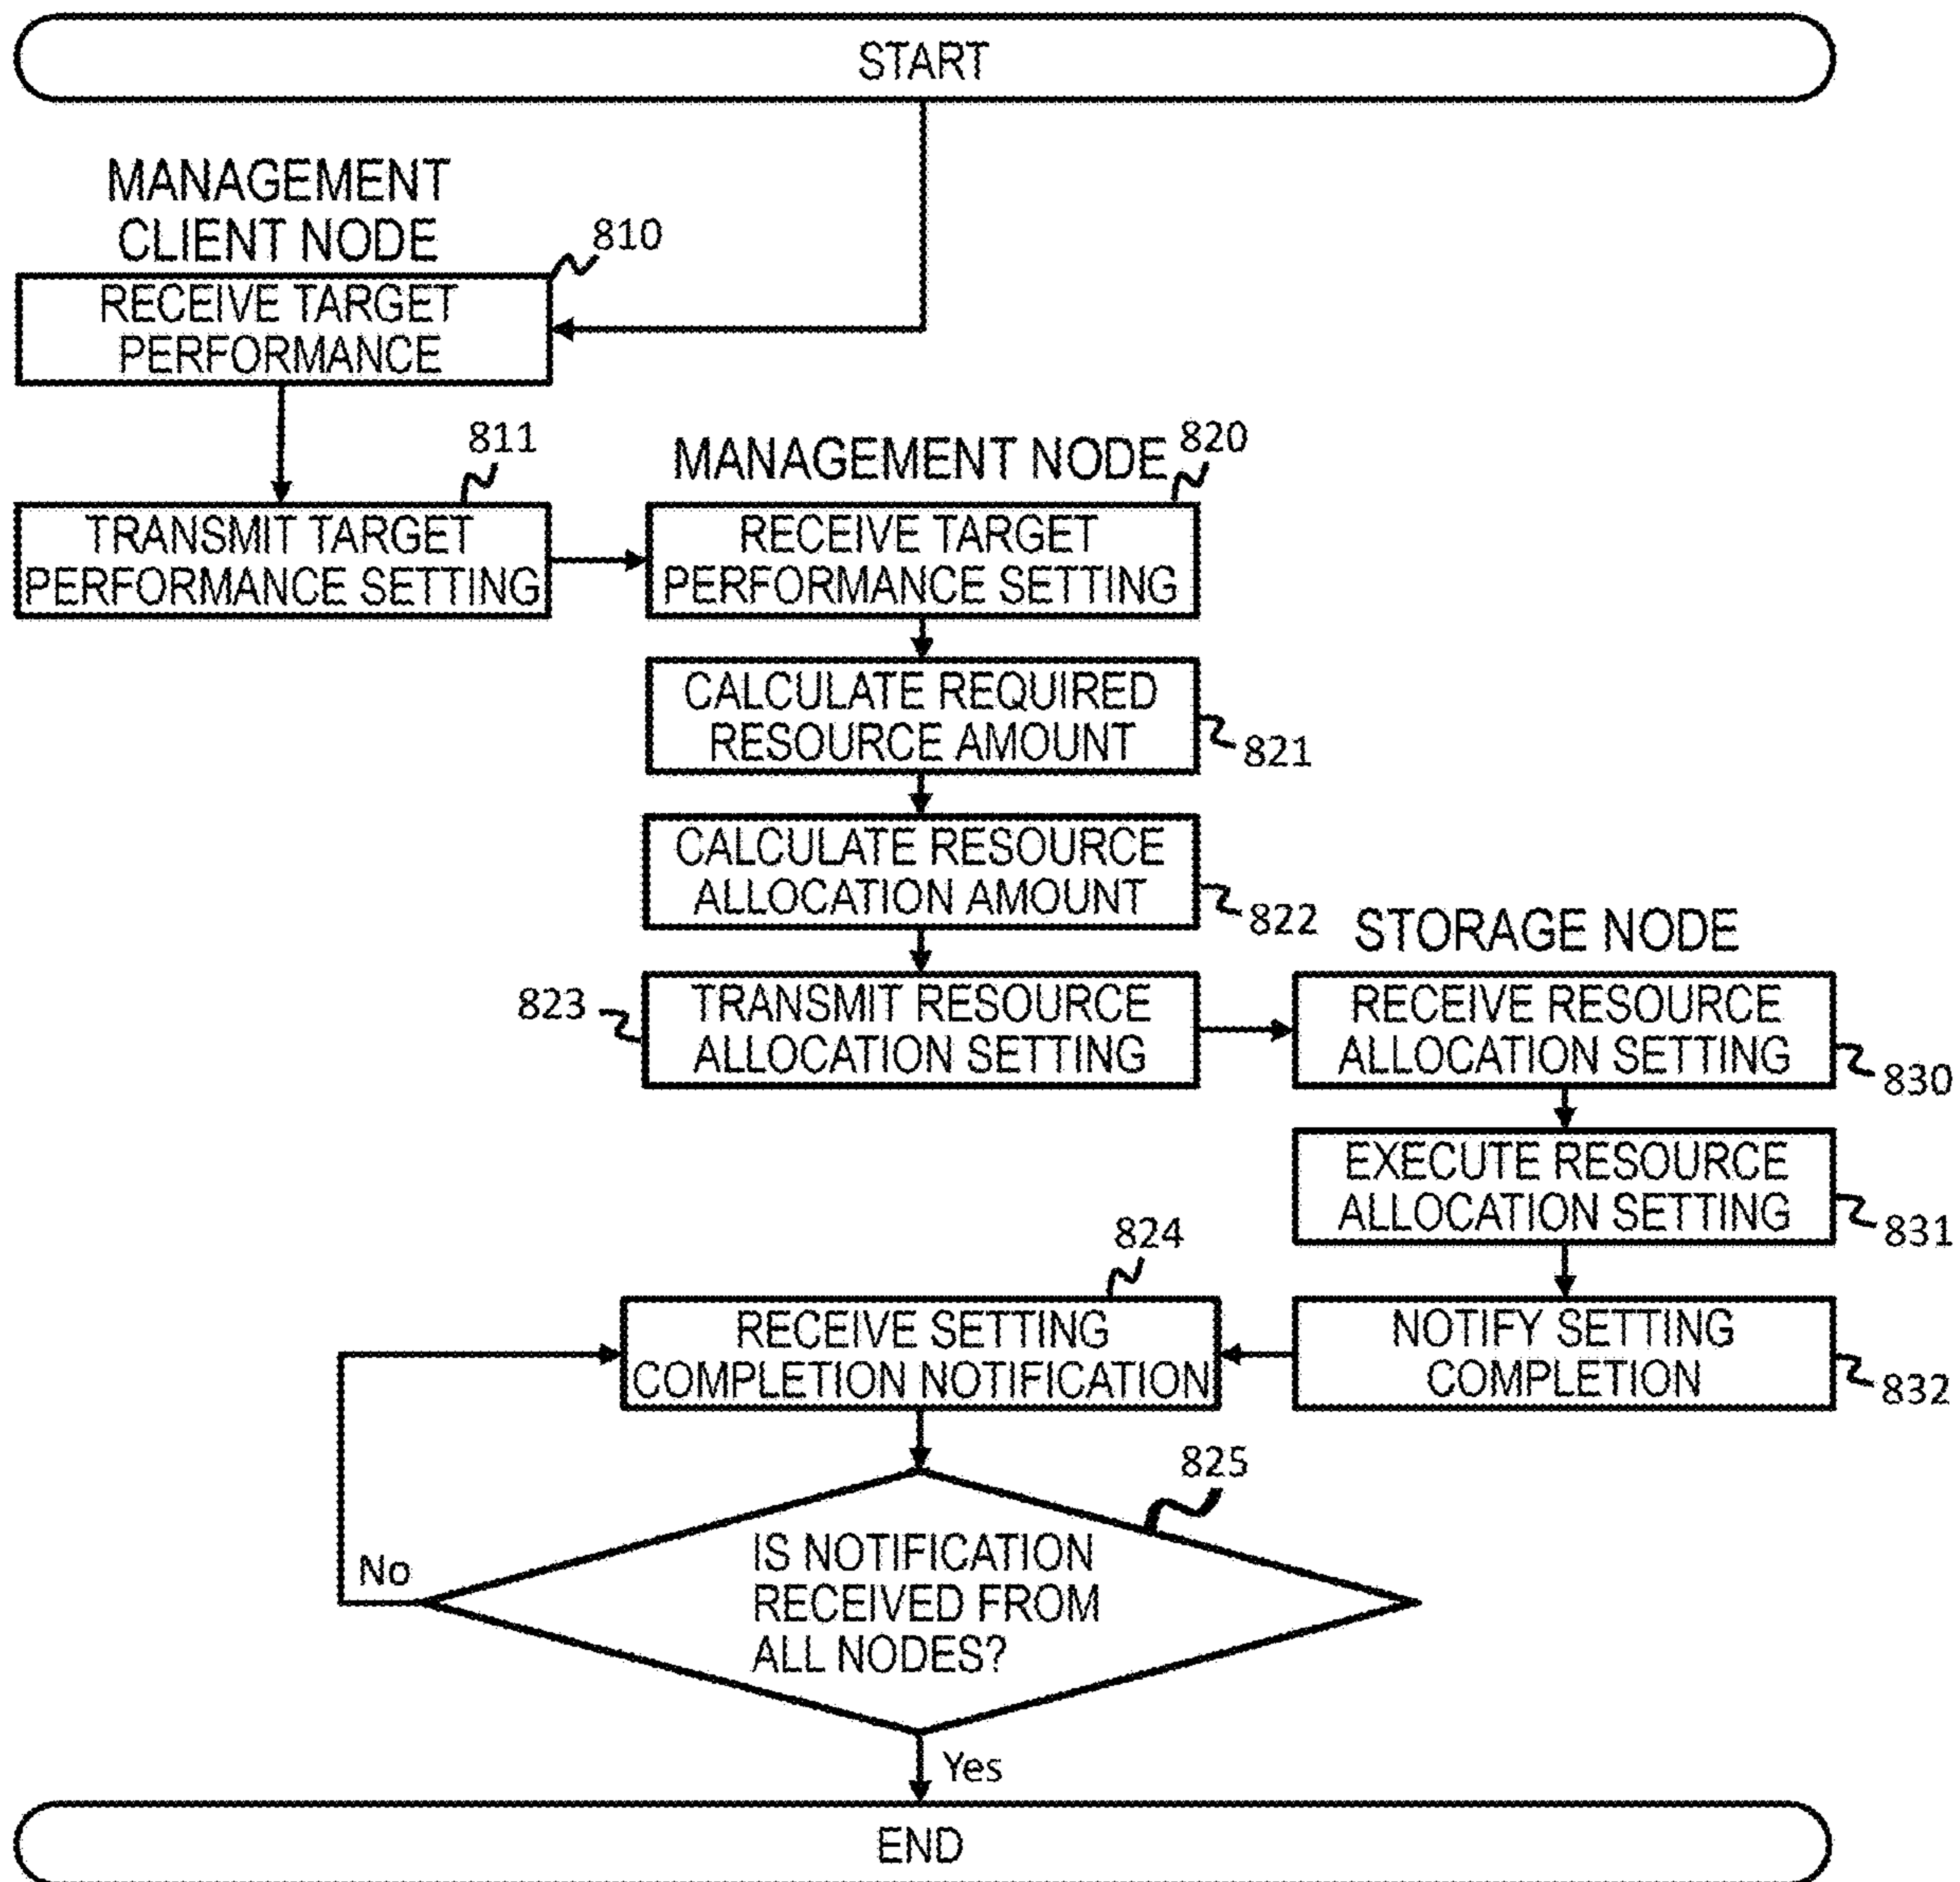 START
MANAGEMENT
CLIENT NODE
810
RECEIVE TARGET
PERFORMANCE
811
TRANSMIT TARGET
PERFORMANCE SETTING
MANAGEMENT NODE
820
RECEIVE TARGET
PERFORMANCE SETTING
CALCULATE REQUIRED
RESOURCE AMOUNT
821
CALCULATE RESOURCE
ALLOCATION AMOUNT
822
823
TRANSMIT RESOURCE
ALLOCATION SETTING
STORAGE NODE
RECEIVE RESOURCE
ALLOCATION SETTING
830
EXECUTE RESOURCE
ALLOCATION SETTING
831
NOTIFY SETTING
COMPLETION
832
824
RECEIVE SETTING
COMPLETION NOTIFICATION
825
IS NOTIFICATION
RECEIVED FROM
ALL NODES?
No
Yes
END